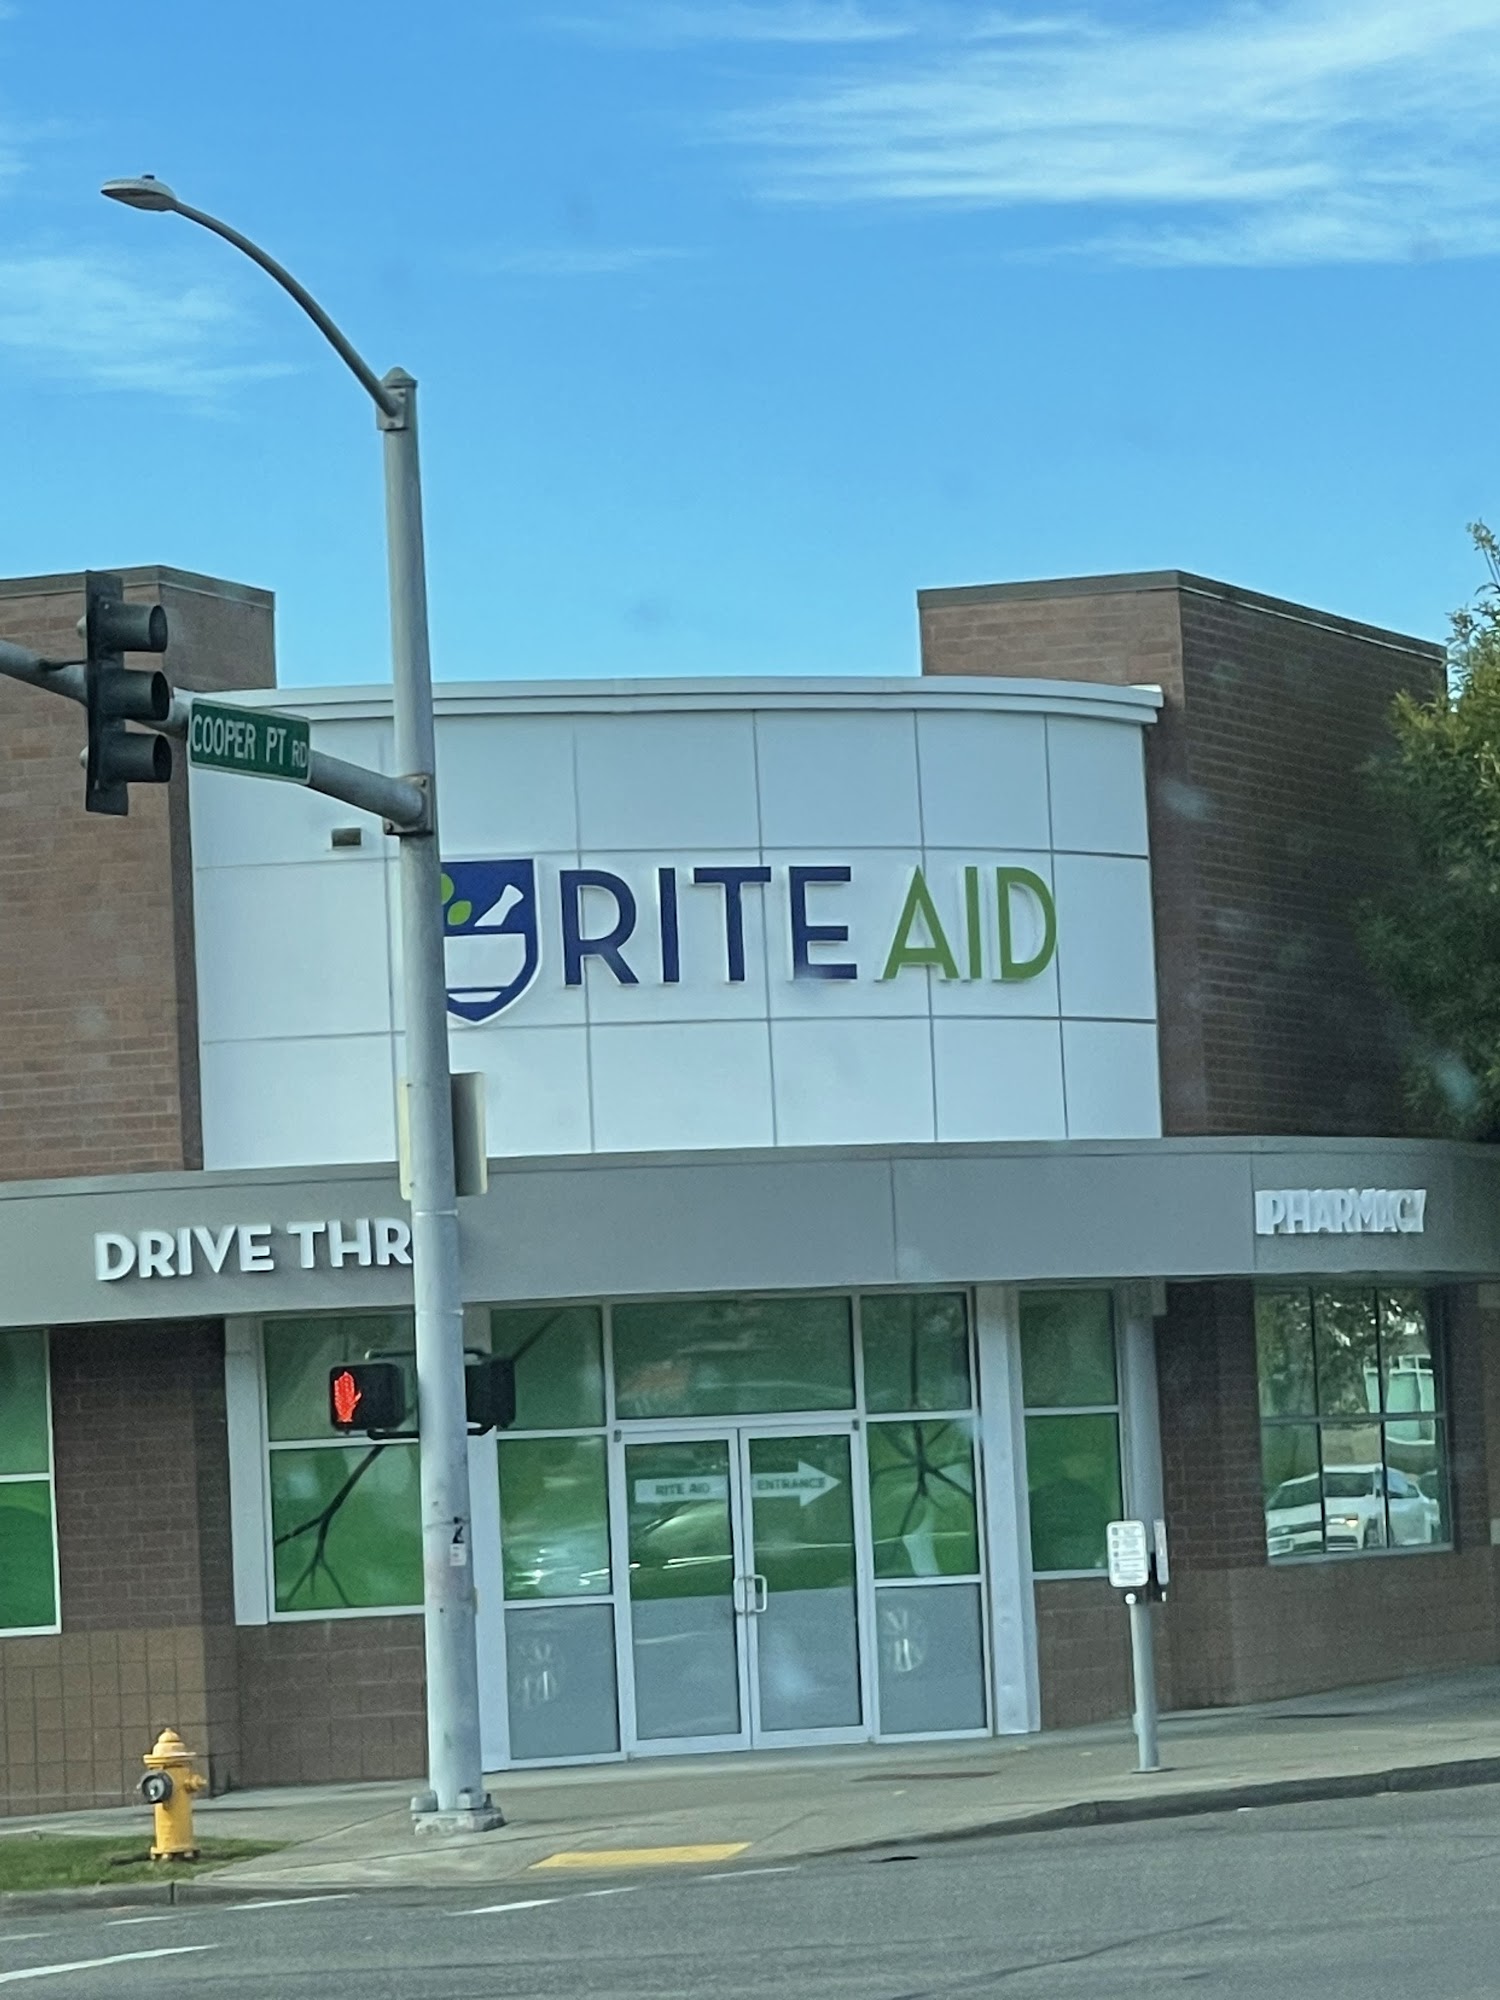 COOPER PT RD
RITE AID
DRIVE THR
PHARMACY
RITE AID ENTRANCE